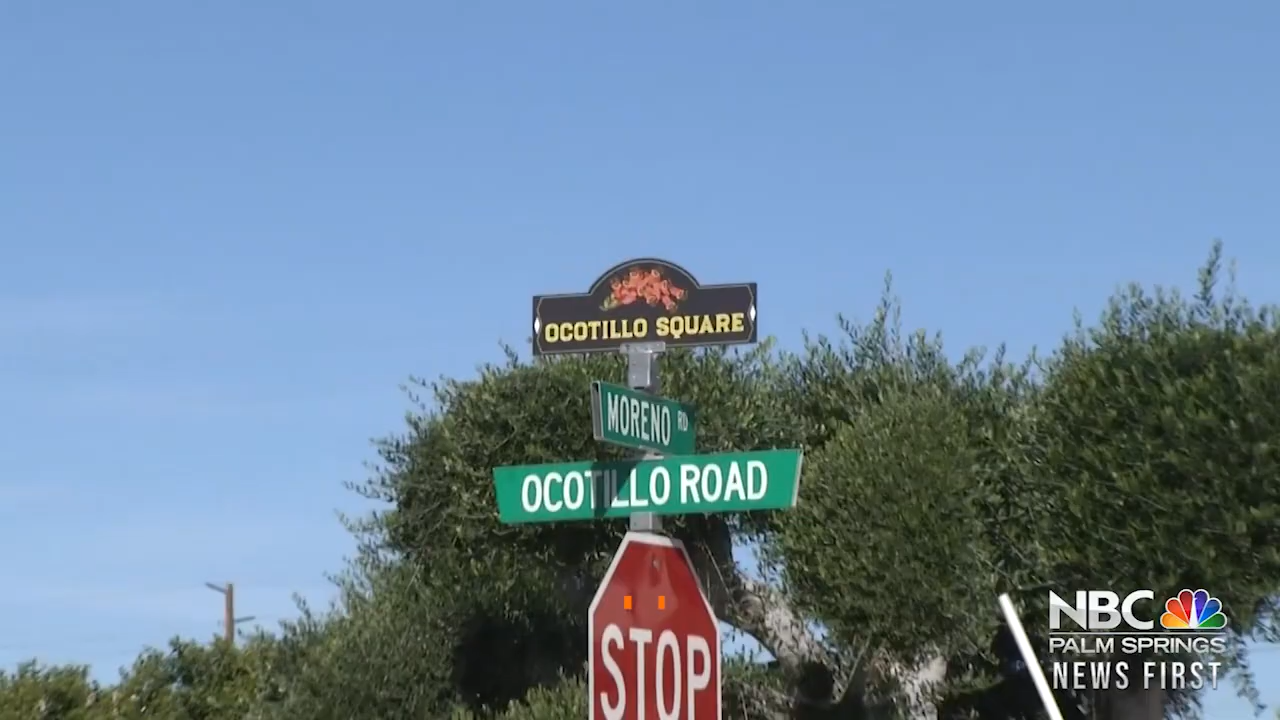 OCOTILLO SQUARE
MORENO RD
OCOTILLO ROAD
STOP
NBC
PALM SPRINGS
NEWS FIRST